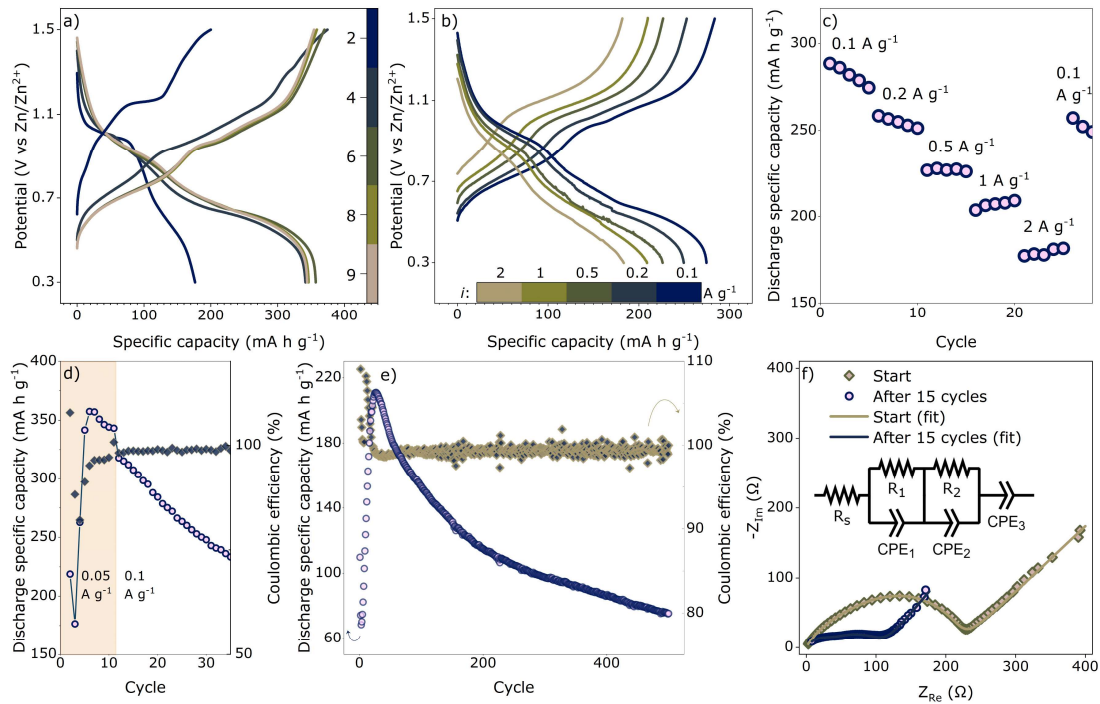 a)
Potential (V vs Zn/Zn²⁺)
1.5
1.1
0.7
0.3
0 100 200 300 400
Specific capacity (mA h g⁻¹)
2
4
6
8
9
b)
Potential (V vs Zn/Zn²⁺)
1.5
1.1
0.7
0.3
2 1 0.5 0.2 0.1
i: A g⁻¹
0 50 100 150 200 250 300
Specific capacity (mA h g⁻¹)
c)
Discharge specific capacity (mA h g⁻¹)
300
250
200
150
0.1 A g⁻¹
0.2 A g⁻¹
0.5 A g⁻¹
1 A g⁻¹
2 A g⁻¹
0.1
A g⁻¹
0 10 20
Cycle
d)
Discharge specific capacity (mA h g⁻¹)
400
350
300
250
200
150
0.05
A g⁻¹
0.1
A g⁻¹
100
50
Coulombic efficiency (%)
0 10 20 30
Cycle
e)
Discharge specific capacity (mA h g⁻¹)
220
180
140
100
60
110
100
90
80
Coulombic efficiency (%)
0 200 400
Cycle
f)
Start
After 15 cycles
Start (fit)
After 15 cycles (fit)
-Z_Im (Ω)
400
300
200
100
0
R₁
R₂
Rₛ
CPE₁
CPE₂
CPE₃
0 100 200 300 400
Z_Re (Ω)